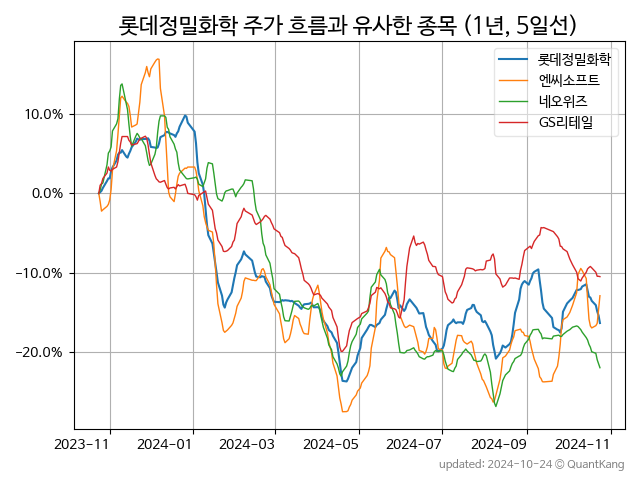 롯데정밀화학 주가 흐름과 유사한 종목 (1년, 5일선)
롯데정밀화학
엔씨소프트
네오위즈
GS리테일
10.0%
0.0%
−10.0%
−20.0%
2023−11 2024−01 2024−03 2024−05 2024−07 2024−09 2024−11
updated: 2024-10-24 © QuantKang